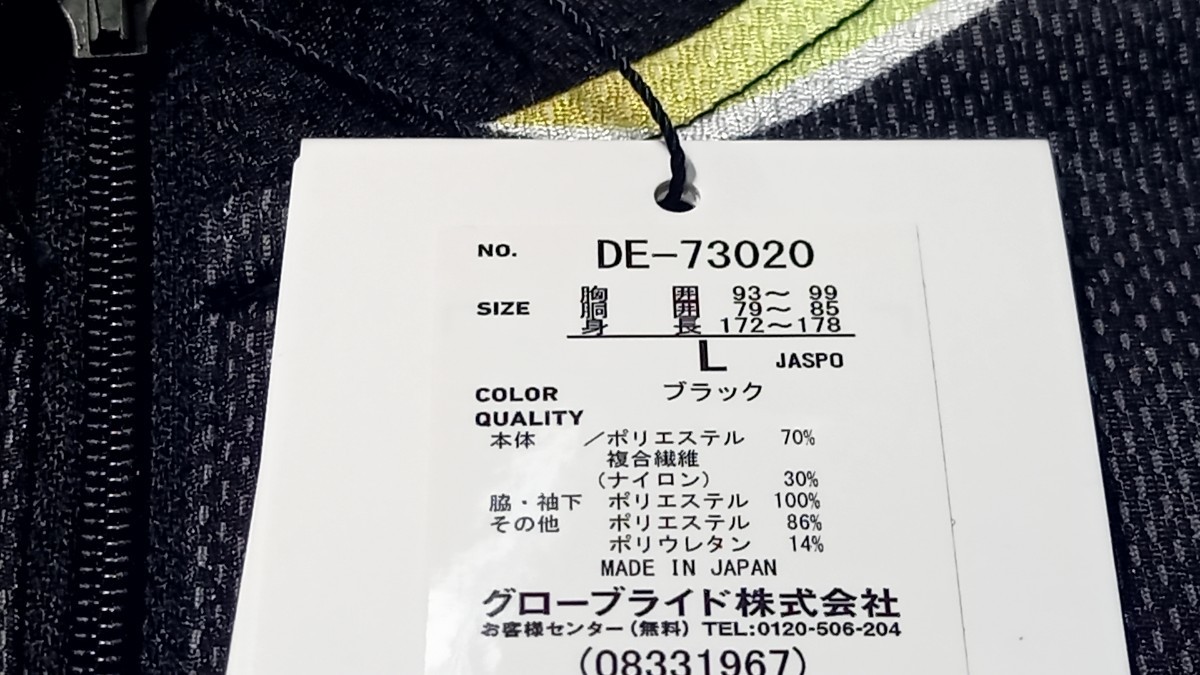 NO. DE-73020
SIZE 胸 囲 93〜 99
胴 囲 79〜 85
身 長 172〜178
L JASPO
COLOR ブラック
QUALITY
本体 ／ポリエステル 70%
複合繊維
(ナイロン) 30%
脇・袖下 ポリエステル 100%
その他 ポリエステル 86%
ポリウレタン 14%
MADE IN JAPAN
グローブライド株式会社
お客様センター(無料) TEL:0120-506-204
(08331967)